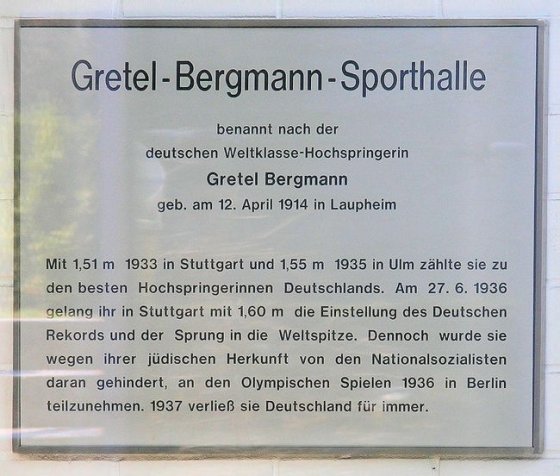 Gretel-Bergmann-Sporthalle
benannt nach der
deutschen Weltklasse-Hochspringerin
Gretel Bergmann
geb. am 12. April 1914 in Laupheim
Mit 1,51 m 1933 in Stuttgart und 1,55 m 1935 in Ulm zählte sie zu
den besten Hochspringerinnen Deutschlands. Am 27. 6. 1936
gelang ihr in Stuttgart mit 1,60 m die Einstellung des Deutschen
Rekords und der Sprung in die Weltspitze. Dennoch wurde sie
wegen ihrer jüdischen Herkunft von den Nationalsozialisten
daran gehindert, an den Olympischen Spielen 1936 in Berlin
teilzunehmen. 1937 verließ sie Deutschland für immer.